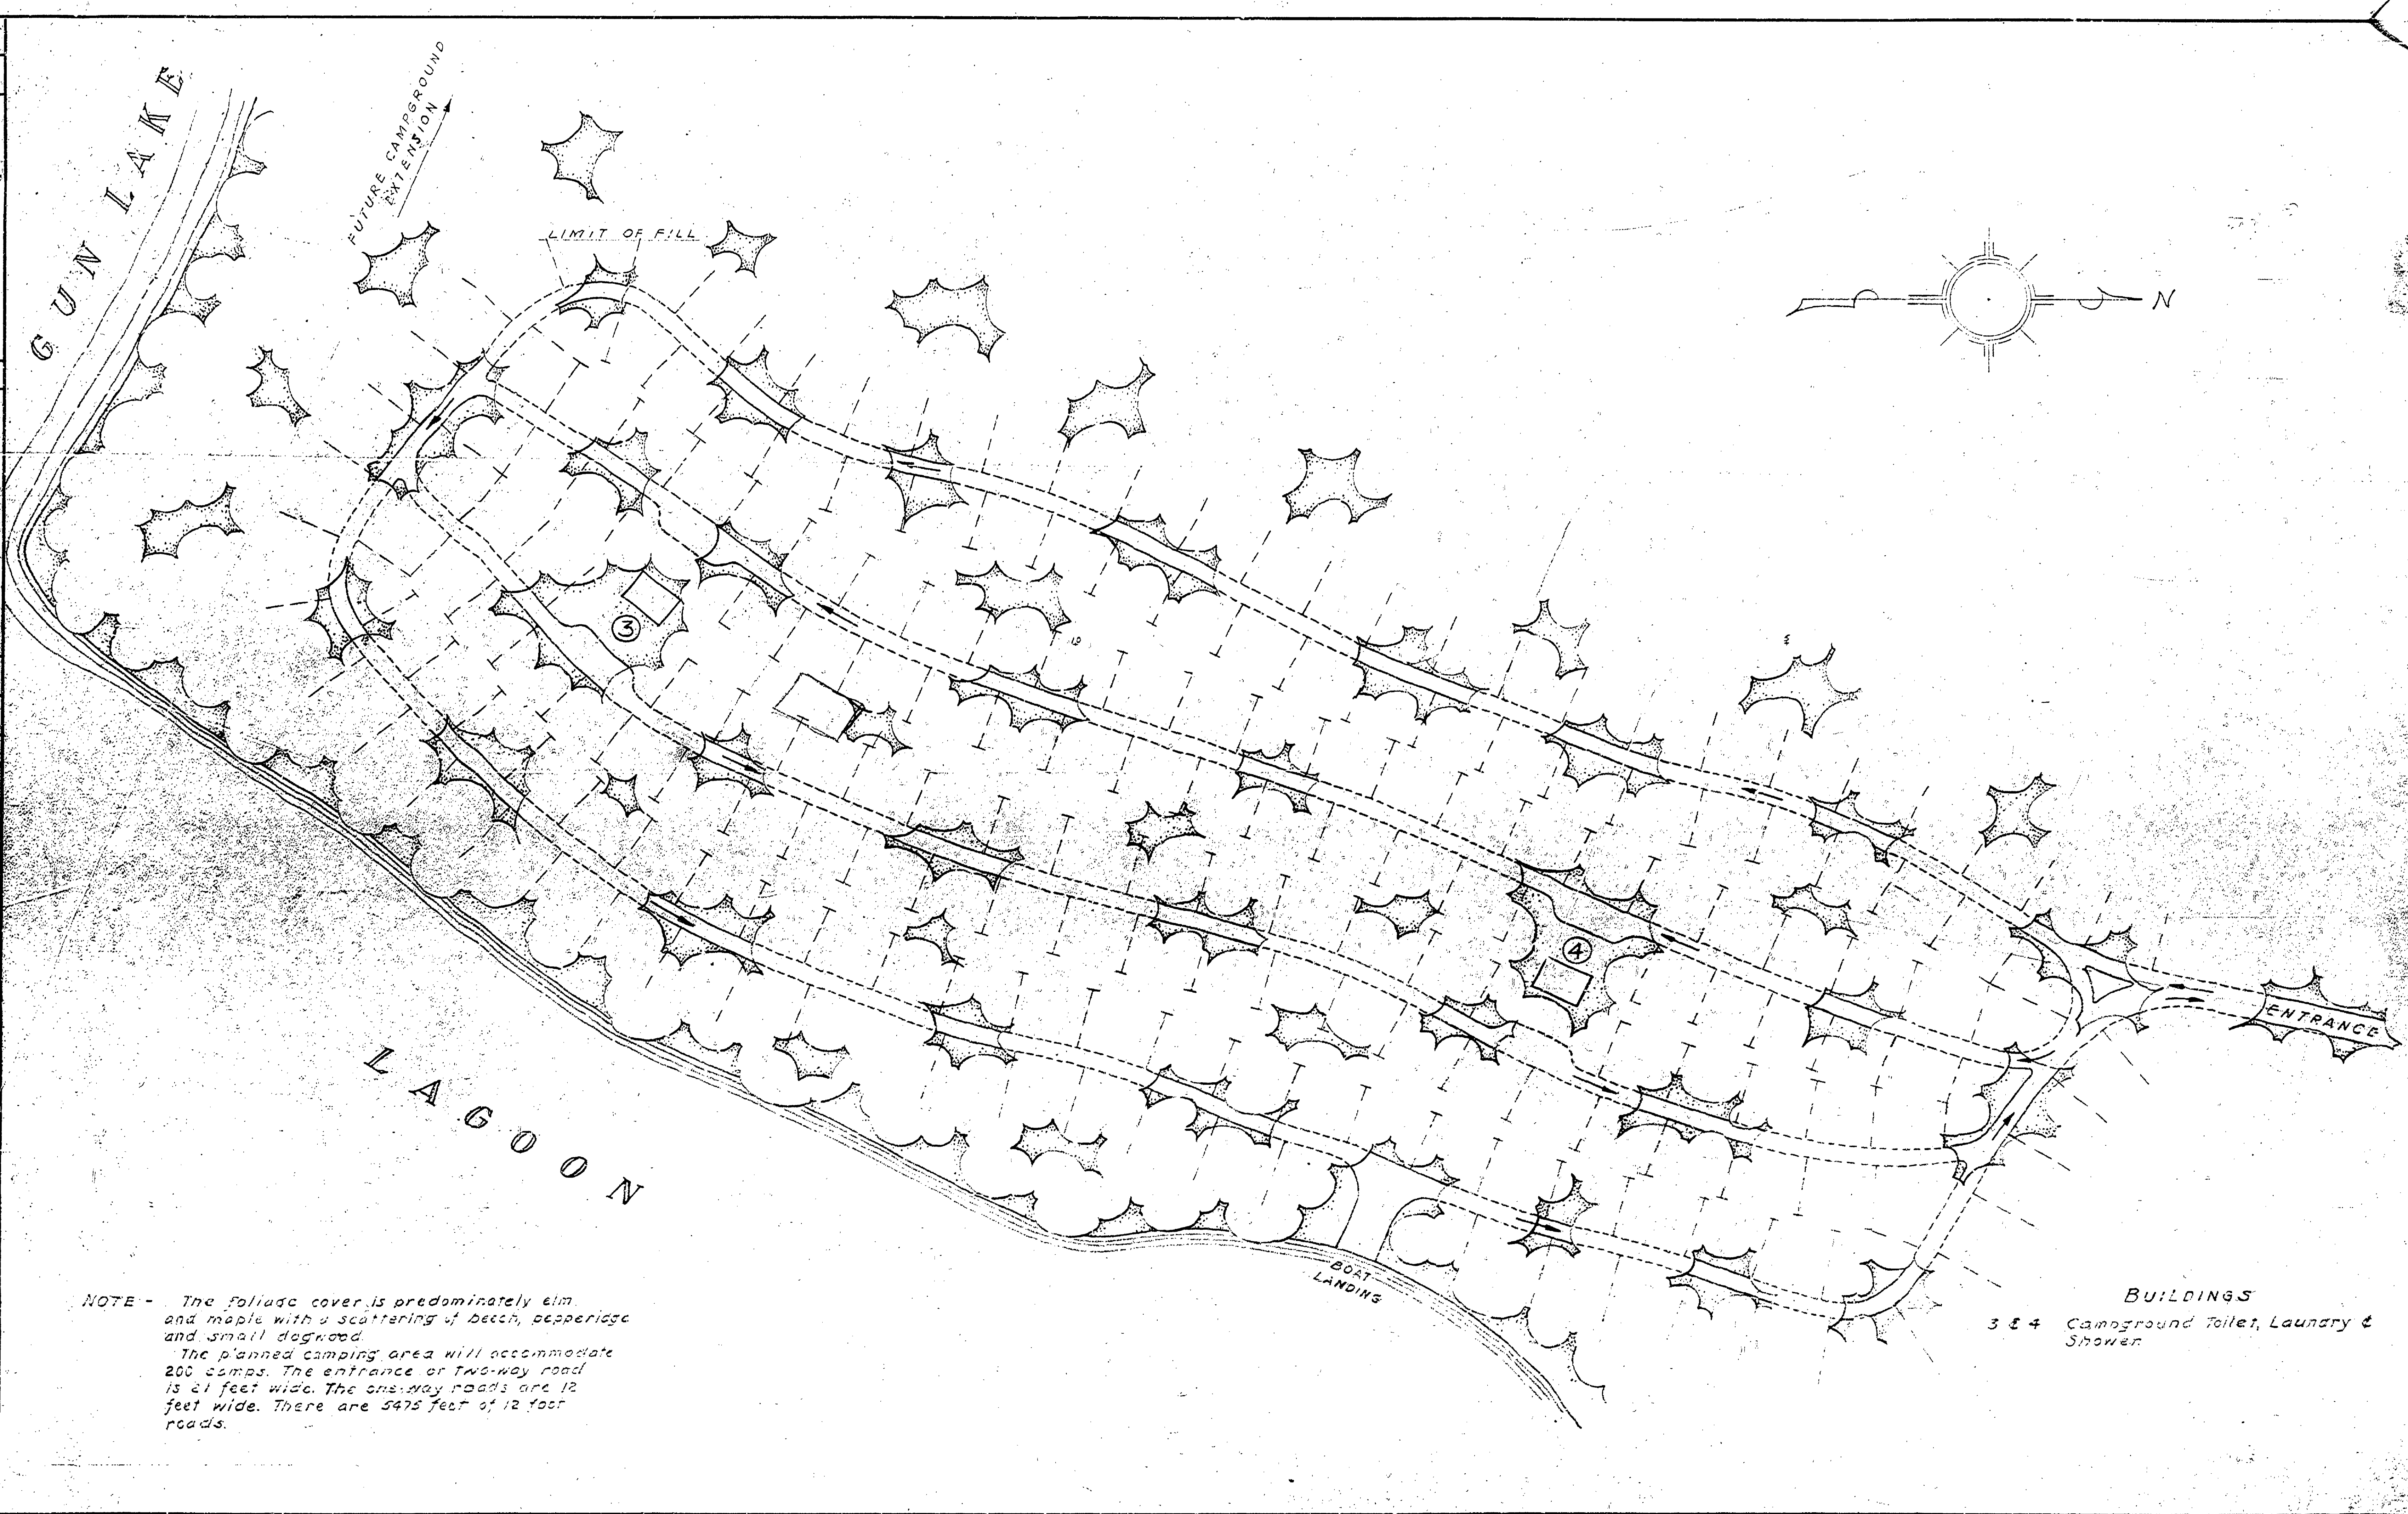 GUN LAKE
FUTURE CAMPGROUND
EXTENSION
LIMIT OF FILL
N
3
4
ENTRANCE
LAGOON
BOAT
LANDING
NOTE - The foliage cover is predominately elm
and maple with a scattering of beech, pepperidge
and small dogwood.
The planned camping area will accommodate
200 camps. The entrance or two-way road
is 21 feet wide. The one-way roads are 12
feet wide. There are 5475 feet of 12 foot
roads.
BUILDINGS
3 & 4 Campground Toilet, Laundry &
Shower.